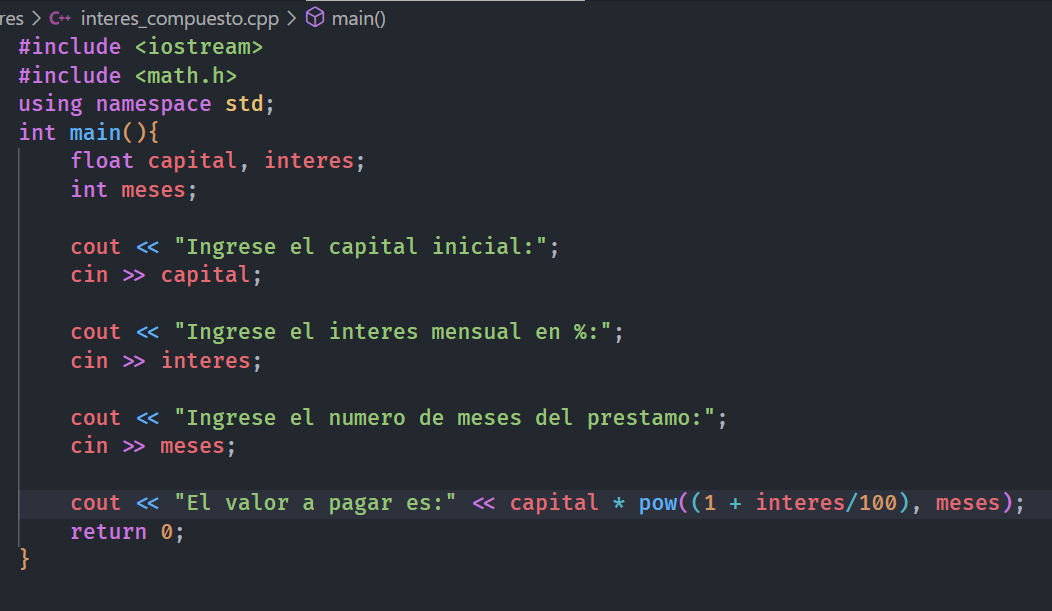 res > C++ interes_compuesto.cpp > main()
#include <iostream>
#include <math.h>
using namespace std;
int main(){
    float capital, interes;
    int meses;

    cout << "Ingrese el capital inicial:";
    cin >> capital;

    cout << "Ingrese el interes mensual en %:";
    cin >> interes;

    cout << "Ingrese el numero de meses del prestamo:";
    cin >> meses;

    cout << "El valor a pagar es:" << capital * pow((1 + interes/100), meses);
    return 0;
}